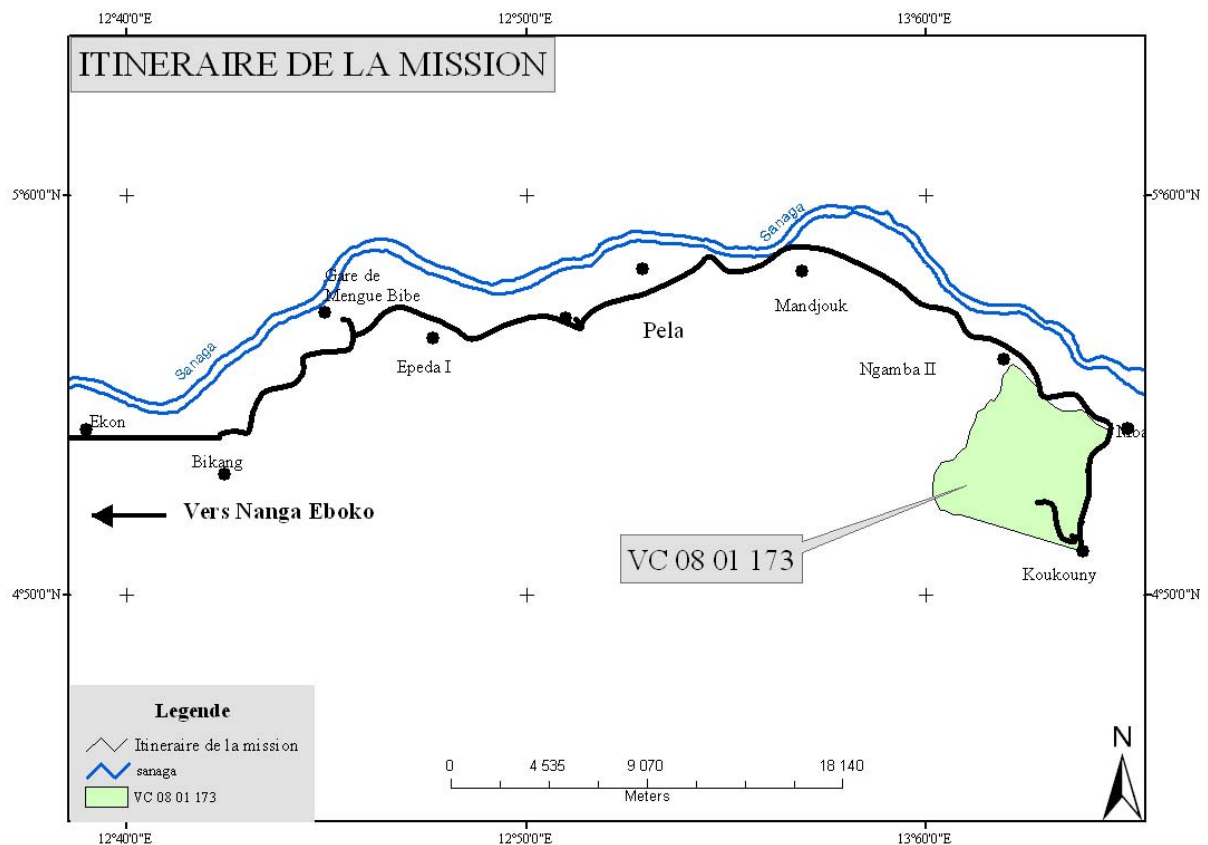 12°40'0"E
12°50'0"E
13°60'0"E
ITINERAIRE DE LA MISSION
5°60'0"N
5°60'0"N
Sanaga
Sanaga
Gare de
Mengue Bibe
Mandjouk
Pela
Sanaga
Epeda I
Ngamba II
Ekon
Bikang
Vers Nanga Eboko
VC 08 01 173
Koukouny
4°50'0"N
4°50'0"N
Legende
Itineraire de la mission
sanaga
VC 08 01 173
0
4 535
9 070
18 140
Meters
N
12°40'0"E
12°50'0"E
13°60'0"E